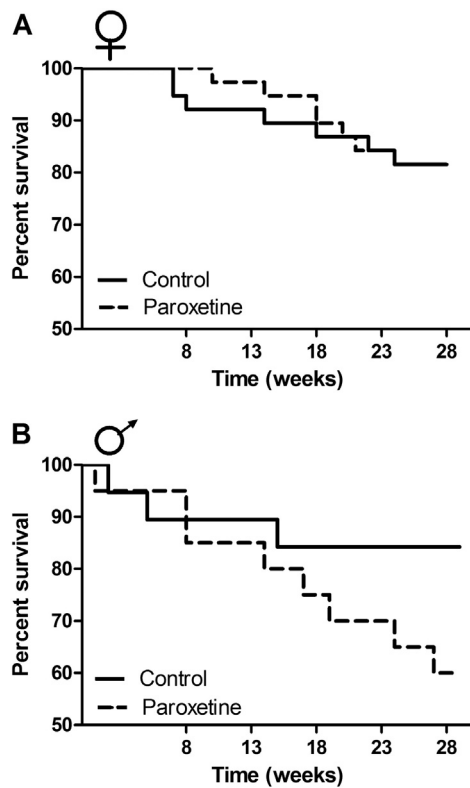 A
100
90
80
70
60
50
Percent survival
Control
Paroxetine
8 13 18 23 28
Time (weeks)
B
100
90
80
70
60
50
Percent survival
Control
Paroxetine
8 13 18 23 28
Time (weeks)